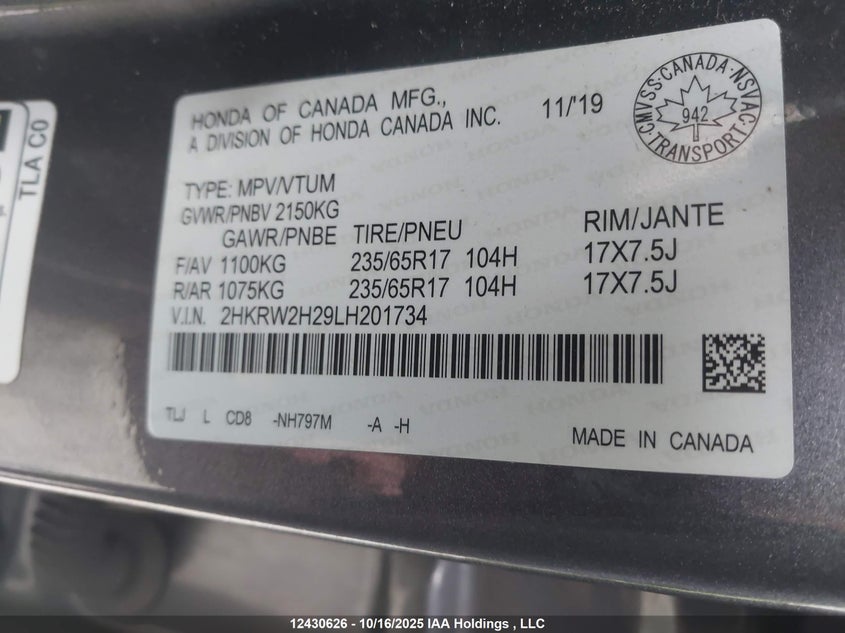 TLA C0
HONDA OF CANADA MFG.,
A DIVISION OF HONDA CANADA INC.
11/'19
CMVSS·CANADA·NSVAC·TRANSPORT·
942
TYPE: MPV/VTUM
GVWR/PNBV 2150KG
GAWR/PNBE TIRE/PNEU RIM/JANTE
F/AV 1100KG 235/65R17 104H 17X7.5J
R/AR 1075KG 235/65R17 104H 17X7.5J
V.I.N. 2HKRW2H29LH201734
TLJ L CD8 -NH797M -A -H
MADE IN CANADA
12430626 - 10/16/2025 IAA Holdings , LLC